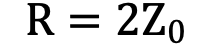 R = 2Z₀